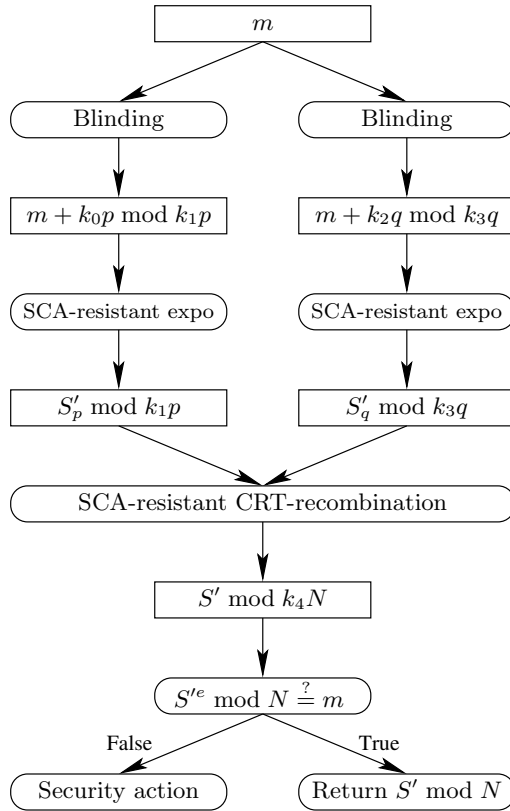 m
Blinding
Blinding
m + k₀p mod k₁p
m + k₂q mod k₃q
SCA-resistant expo
SCA-resistant expo
S′ₚ mod k₁p
S′_q mod k₃q
SCA-resistant CRT-recombination
S′ mod k₄N
S′ᵉ mod N ≟ m
False
True
Security action
Return S′ mod N